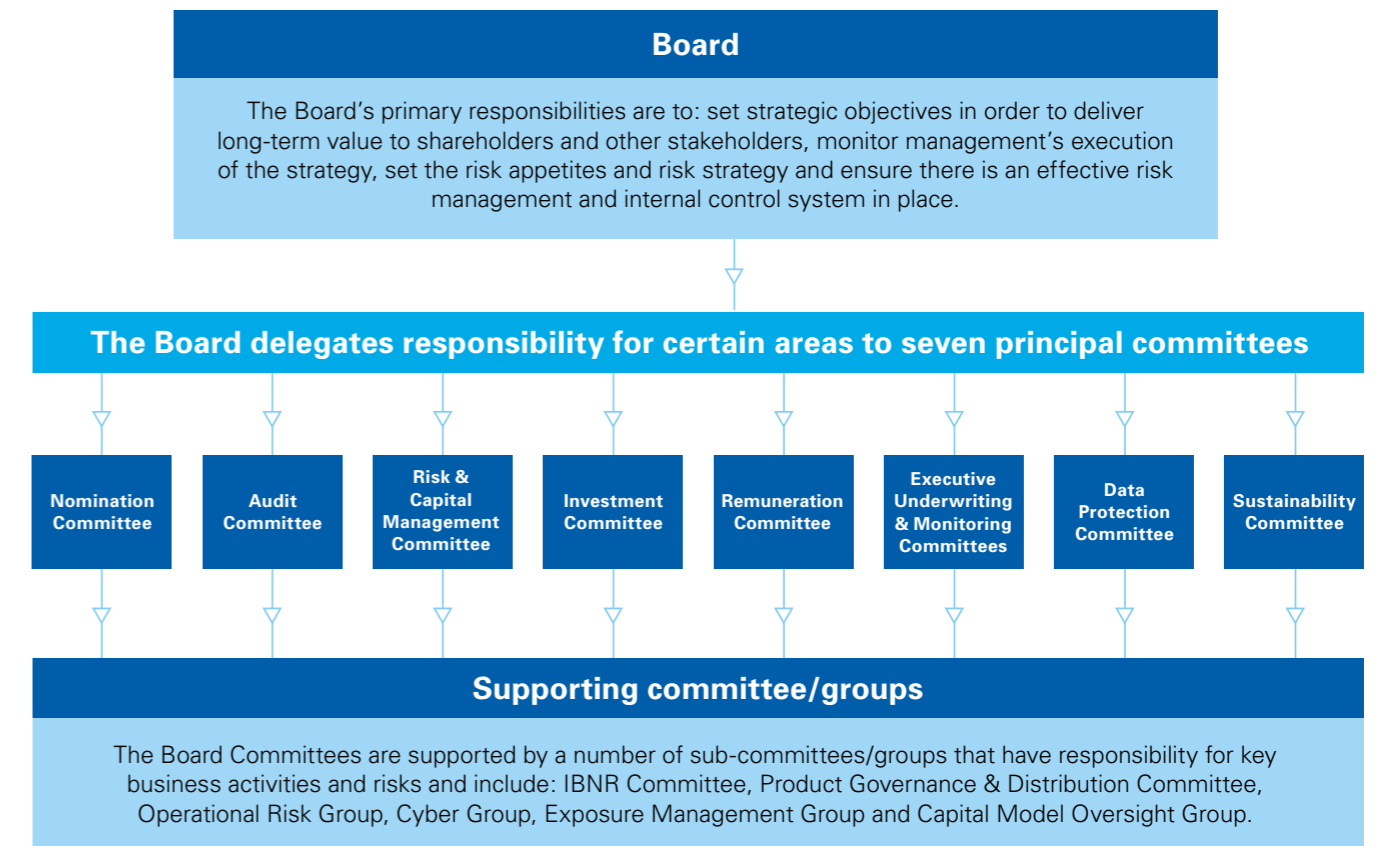 Board
The Board’s primary responsibilities are to: set strategic objectives in order to deliver
long-term value to shareholders and other stakeholders, monitor management’s execution
of the strategy, set the risk appetites and risk strategy and ensure there is an effective risk
management and internal control system in place.
The Board delegates responsibility for certain areas to seven principal committees
Nomination
Committee
Audit
Committee
Risk &
Capital
Management
Committee
Investment
Committee
Remuneration
Committee
Executive
Underwriting
& Monitoring
Committees
Data
Protection
Committee
Sustainability
Committee
Supporting committee/groups
The Board Committees are supported by a number of sub-committees/groups that have responsibility for key
business activities and risks and include: IBNR Committee, Product Governance & Distribution Committee,
Operational Risk Group, Cyber Group, Exposure Management Group and Capital Model Oversight Group.